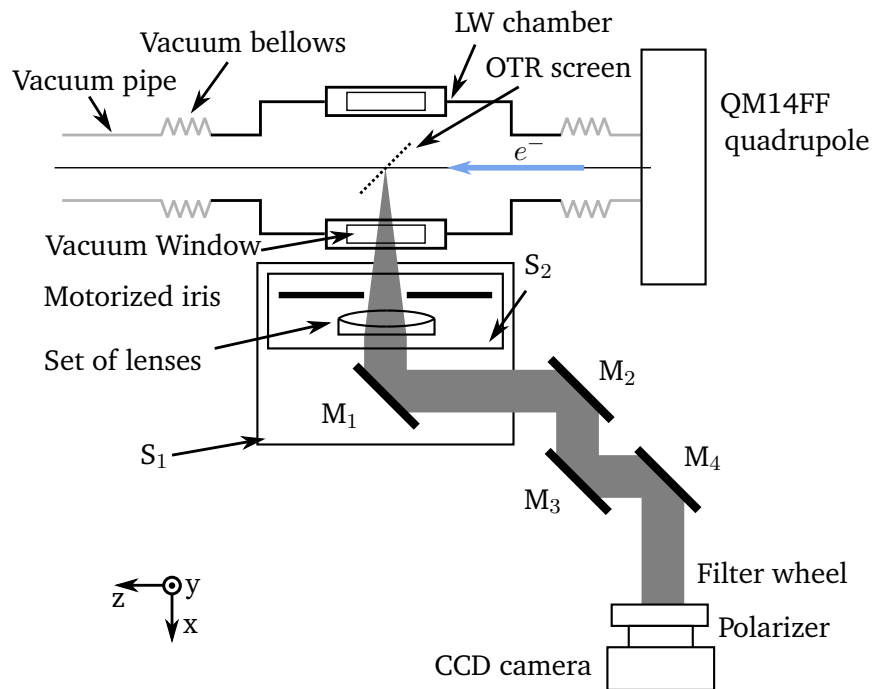 Vacuum bellows
LW chamber
Vacuum pipe
OTR screen
QM14FF
quadrupole
e⁻
Vacuum Window
S₂
Motorized iris
Set of lenses
M₁
M₂
S₁
M₃
M₄
Filter wheel
z
y
x
Polarizer
CCD camera